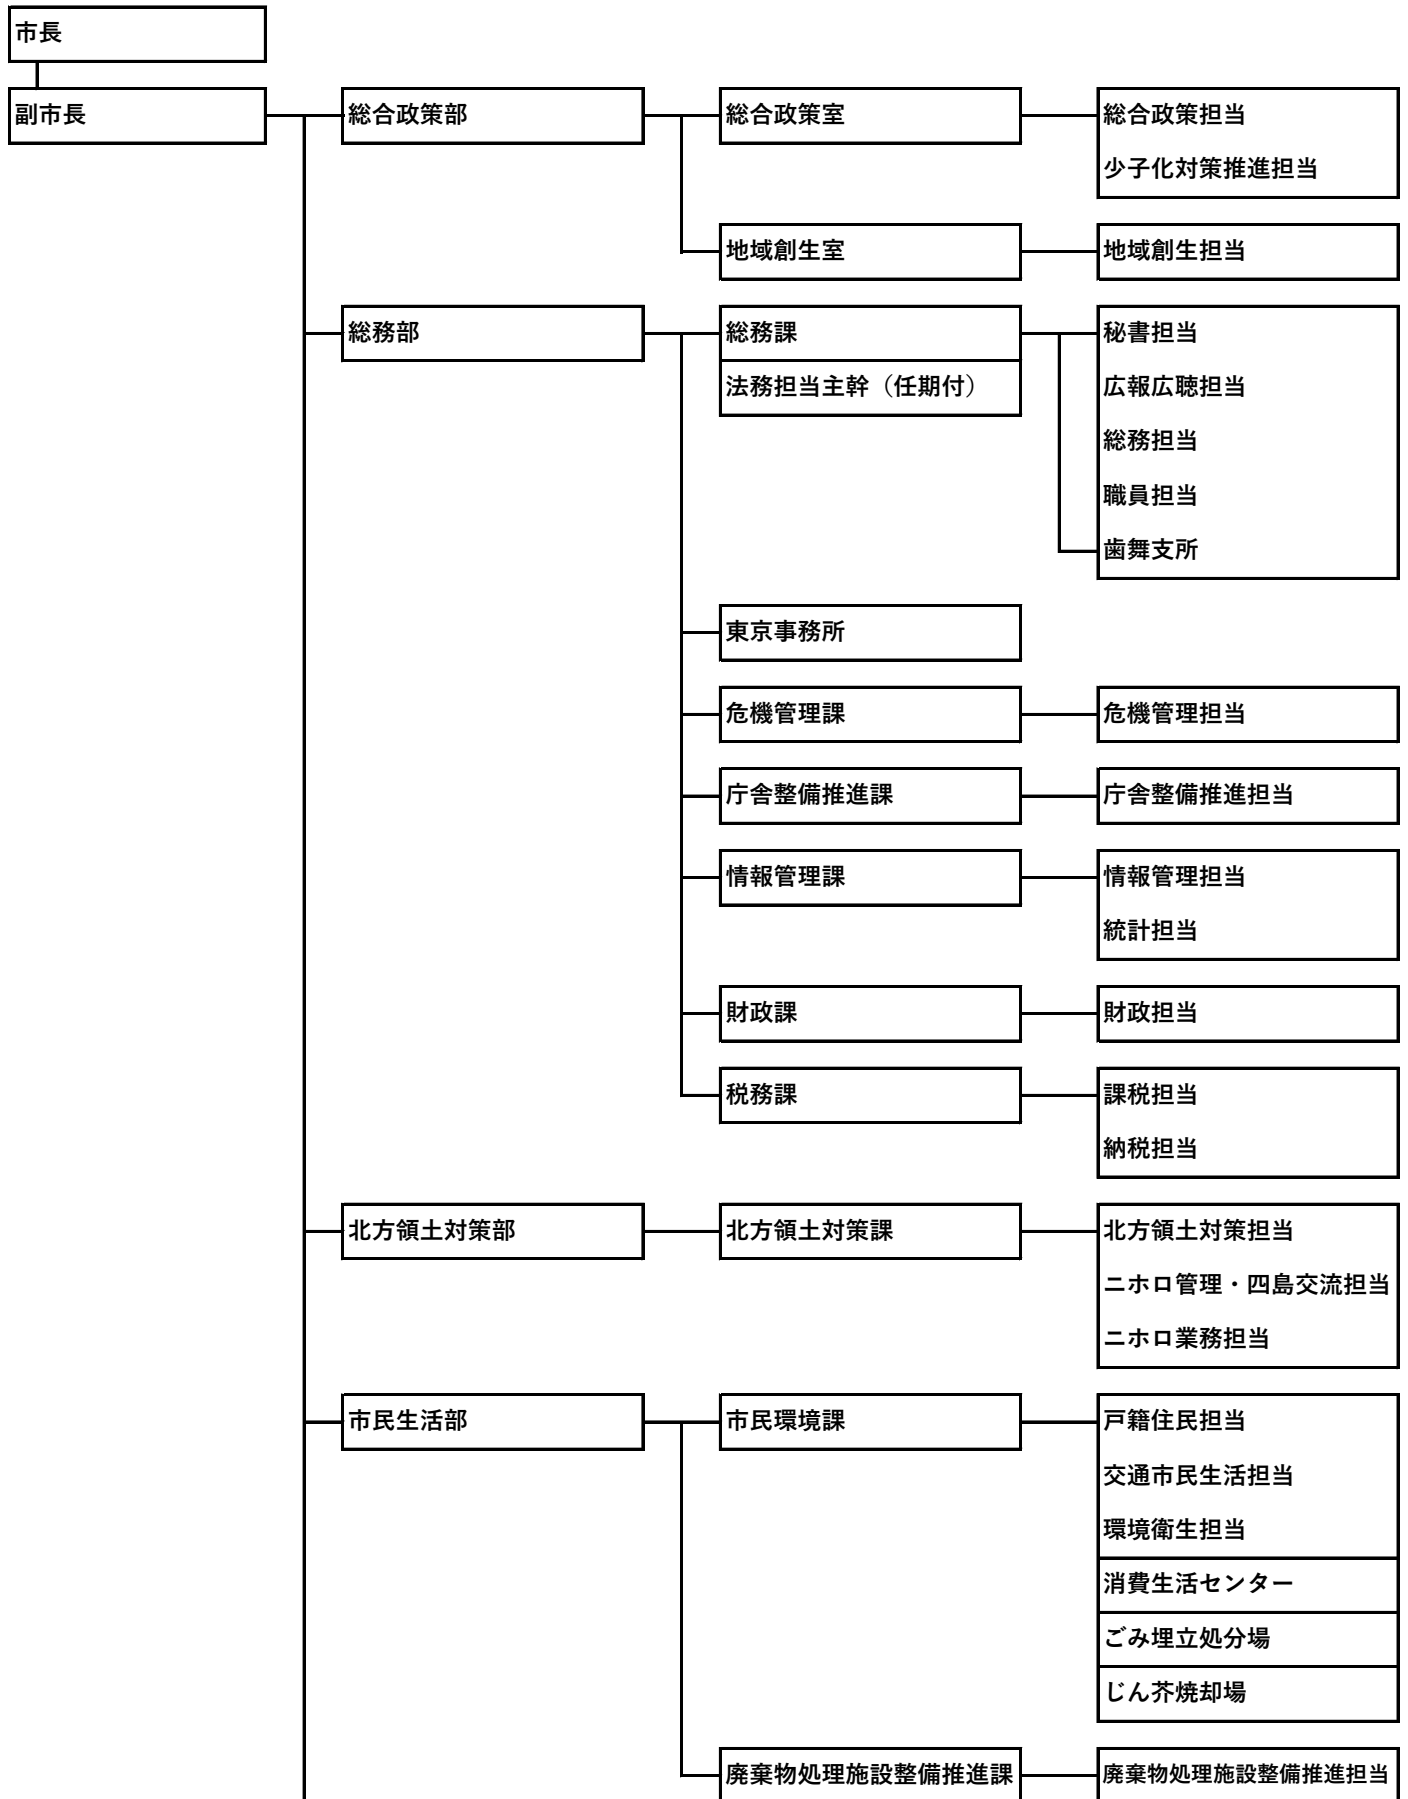 市長
副市長
総合政策部
総合政策室
総合政策担当
少子化対策推進担当
地域創生室
地域創生担当
総務部
総務課
秘書担当
法務担当主幹（任期付）
広報広聴担当
総務担当
職員担当
歯舞支所
東京事務所
危機管理課
危機管理担当
庁舎整備推進課
庁舎整備推進担当
情報管理課
情報管理担当
統計担当
財政課
財政担当
税務課
課税担当
納税担当
北方領土対策部
北方領土対策課
北方領土対策担当
ニホロ管理・四島交流担当
ニホロ業務担当
市民生活部
市民環境課
戸籍住民担当
交通市民生活担当
環境衛生担当
消費生活センター
ごみ埋立処分場
じん芥焼却場
廃棄物処理施設整備推進課
廃棄物処理施設整備推進担当